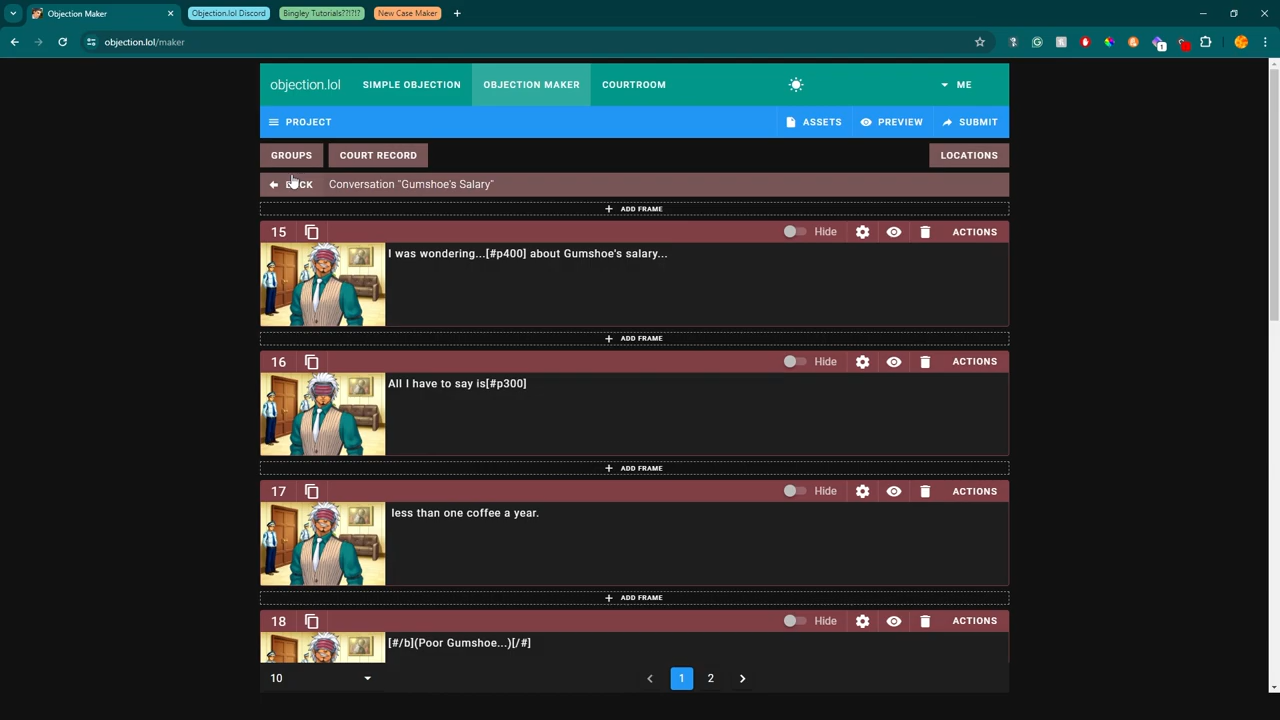 Objection Maker
Objection.lol Discord
Bingley Tutorials??!?!?
New Case Maker
objection.lol/maker
objection.lol
SIMPLE OBJECTION
OBJECTION MAKER
COURTROOM
ME
PROJECT
ASSETS
PREVIEW
SUBMIT
GROUPS
COURT RECORD
LOCATIONS
Conversation "Gumshoe's Salary"
ADD FRAME
15
Hide
ACTIONS
I was wondering...[#p400] about Gumshoe's salary...
ADD FRAME
16
Hide
ACTIONS
All I have to say is[#p300]
ADD FRAME
17
Hide
ACTIONS
less than one coffee a year.
ADD FRAME
18
Hide
ACTIONS
[#/b](Poor Gumshoe...)[/#]
10
1
2